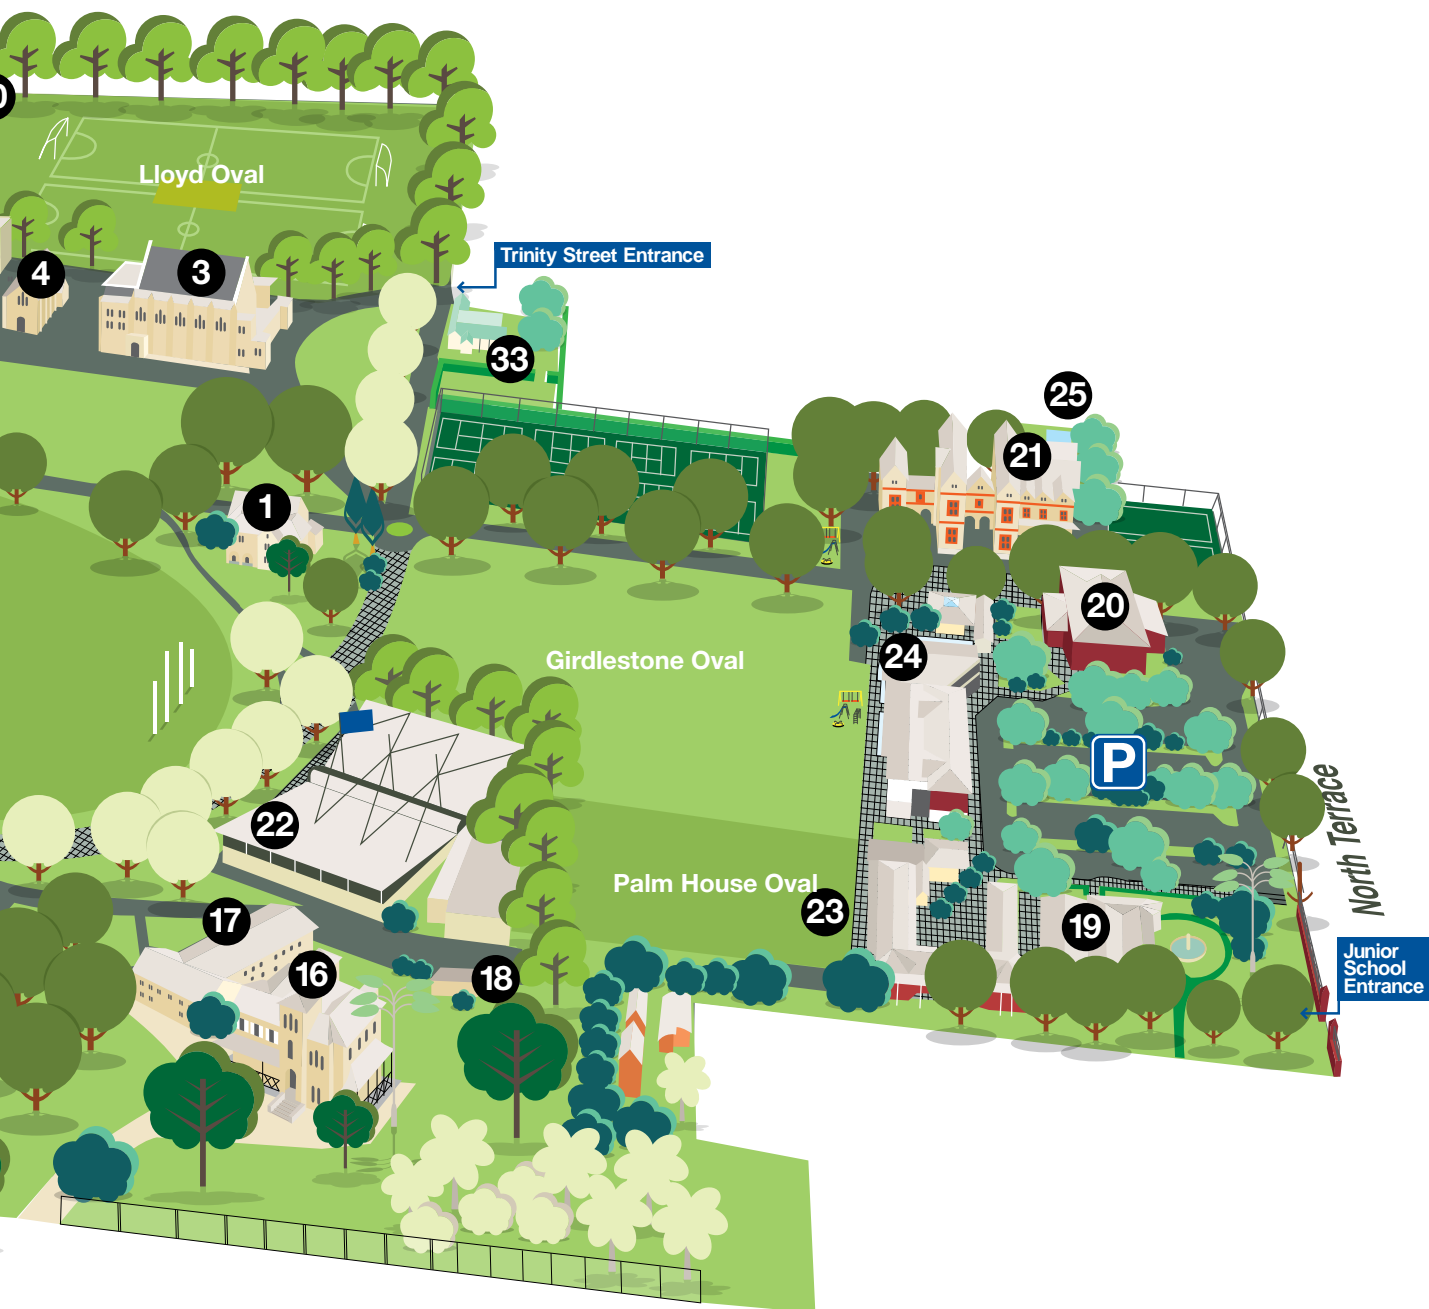 0
Lloyd Oval
4
3
Trinity Street Entrance
33
25
21
1
20
24
Girdlestone Oval
P
22
North Terrace
Palm House Oval
23
17
19
16
18
Junior
School
Entrance